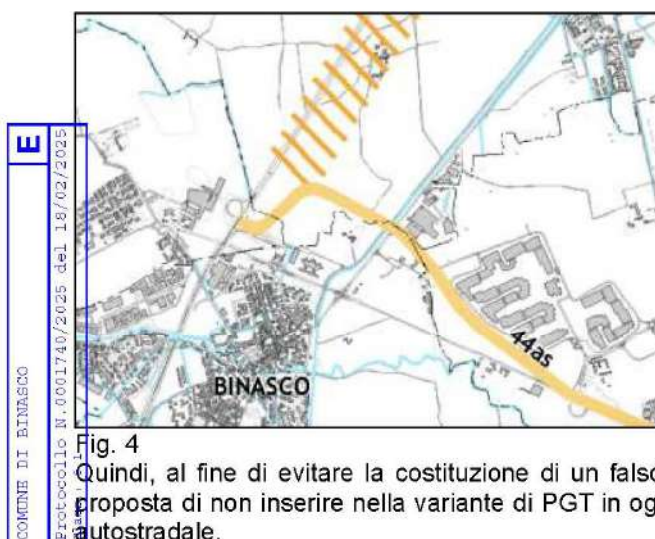 44as
BINASCO
E
COMUNE DI BINASCO
Protocollo N.0001740/2025 del 18/02/2025
Fig. 4
Quindi, al fine di evitare la costituzione di un falso
proposta di non inserire nella variante di PGT in og
autostradale.